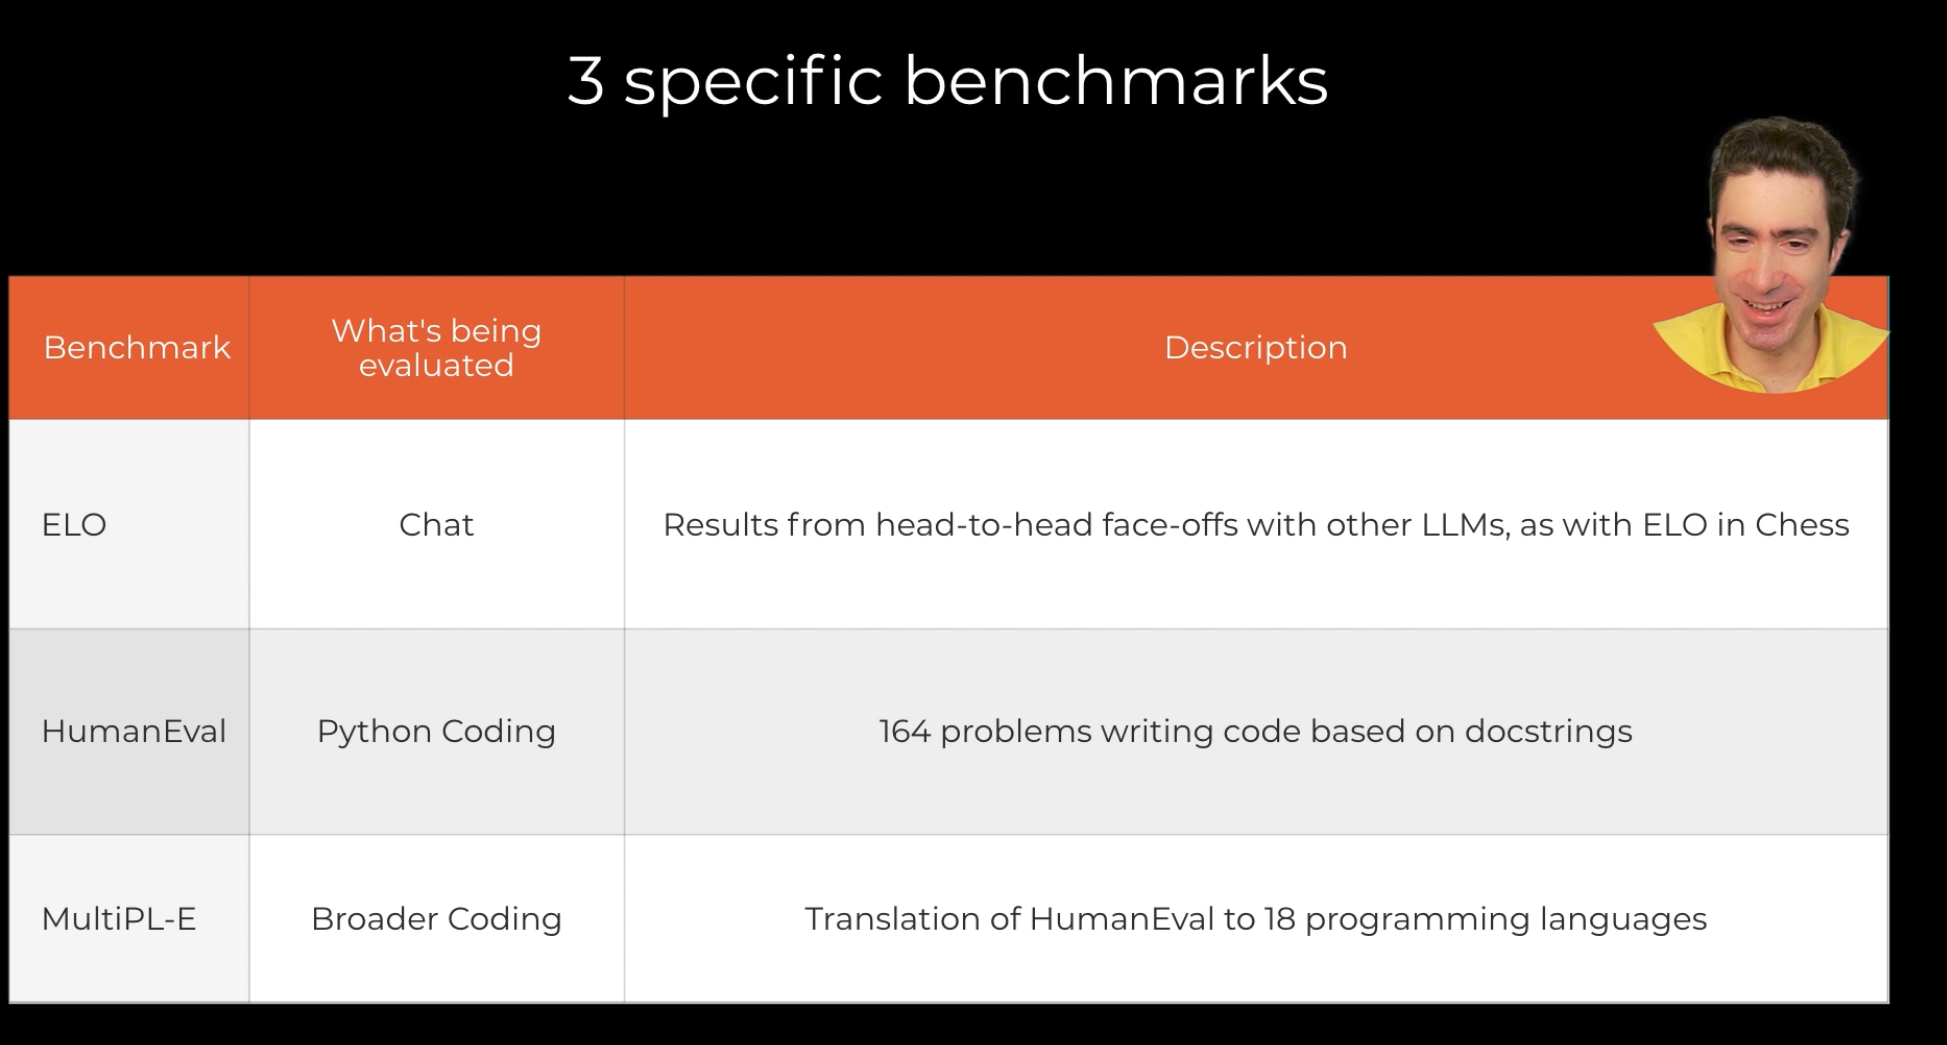 3 specific benchmarks
Benchmark
What's being
evaluated
Description
ELO
Chat
Results from head-to-head face-offs with other LLMs, as with ELO in Chess
HumanEval
Python Coding
164 problems writing code based on docstrings
MultiPL-E
Broader Coding
Translation of HumanEval to 18 programming languages